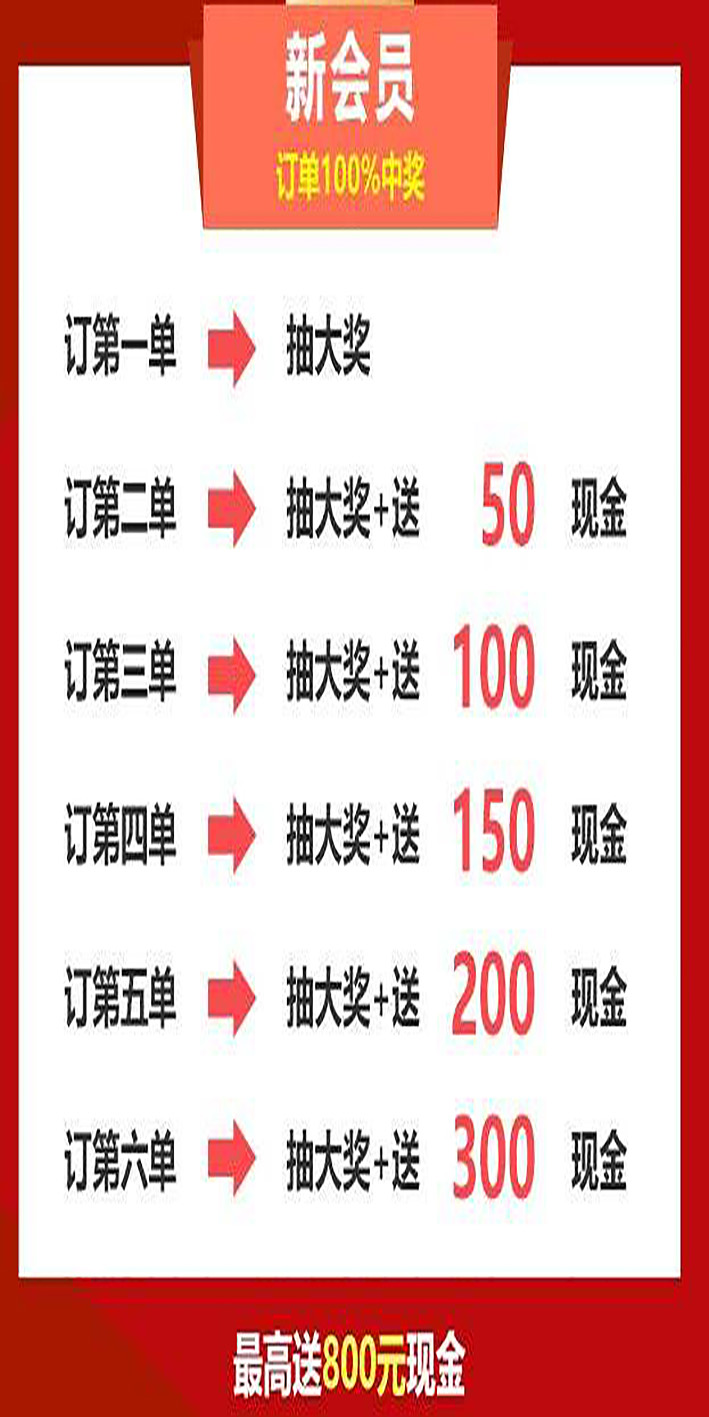 新会员
订单100%中奖
订第一单 抽大奖
订第二单 抽大奖+送 50 现金
订第三单 抽大奖+送 100 现金
订第四单 抽大奖+送 150 现金
订第五单 抽大奖+送 200 现金
订第六单 抽大奖+送 300 现金
最高送800元现金